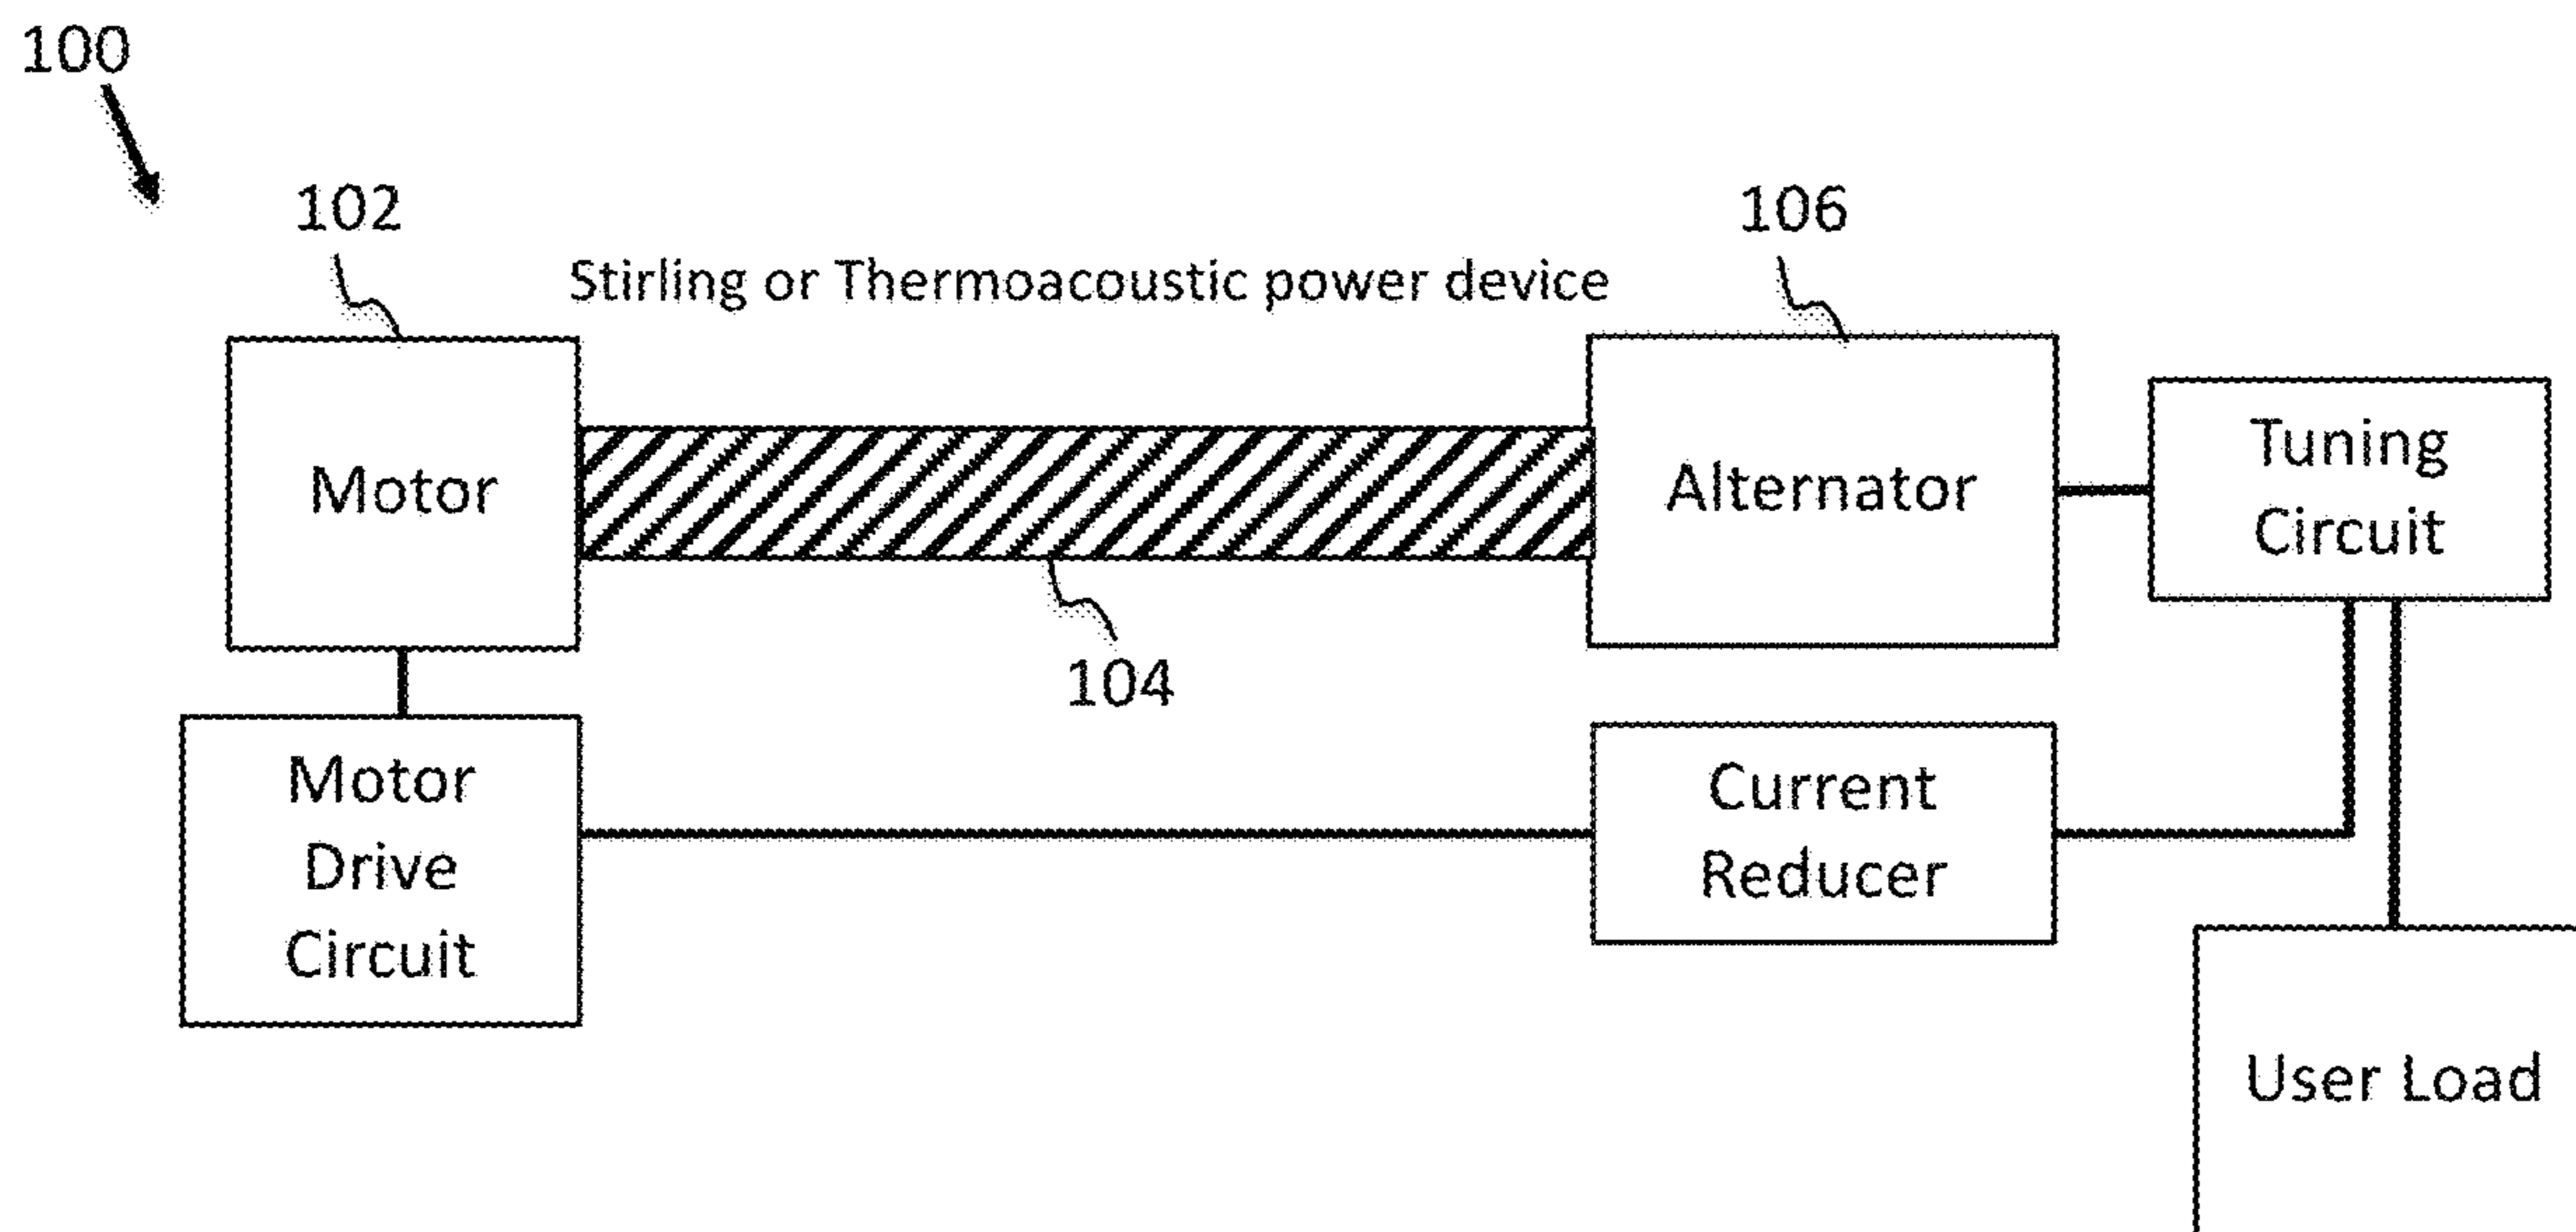 100
102
106
Stirling or Thermoacoustic power device
Motor
Alternator
Tuning
Circuit
104
Motor
Drive
Circuit
Current
Reducer
User Load